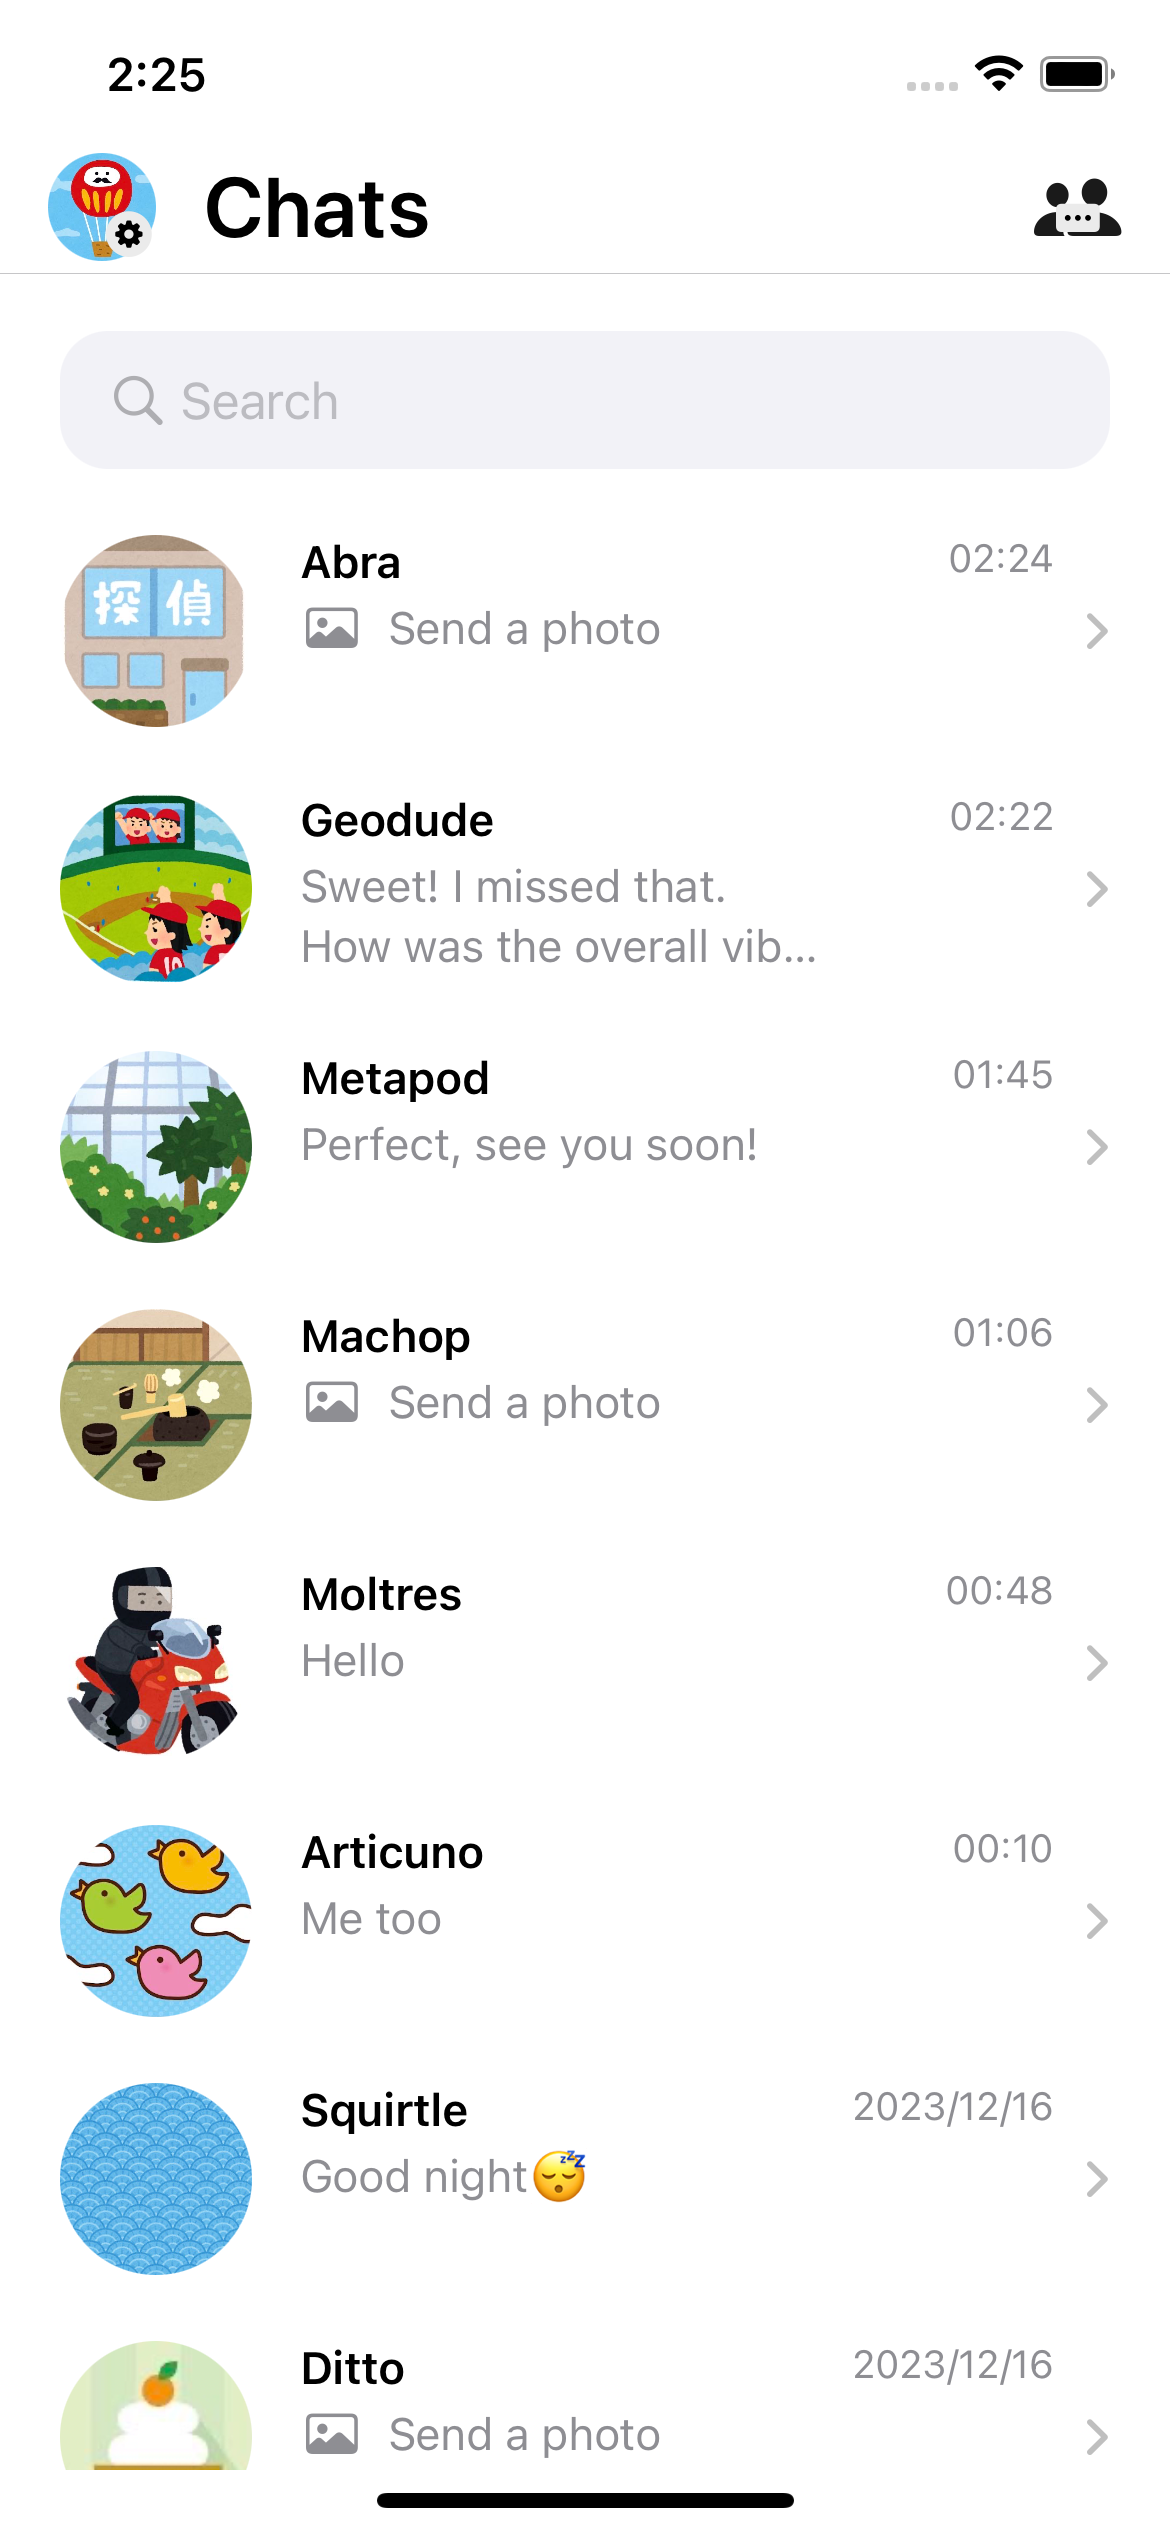 2:25
Chats
Search
探偵
Abra
02:24
Send a photo
Geodude
02:22
Sweet! I missed that.
How was the overall vib...
Metapod
01:45
Perfect, see you soon!
Machop
01:06
Send a photo
Moltres
00:48
Hello
Articuno
00:10
Me too
Squirtle
2023/12/16
Good night😴
Ditto
2023/12/16
Send a photo